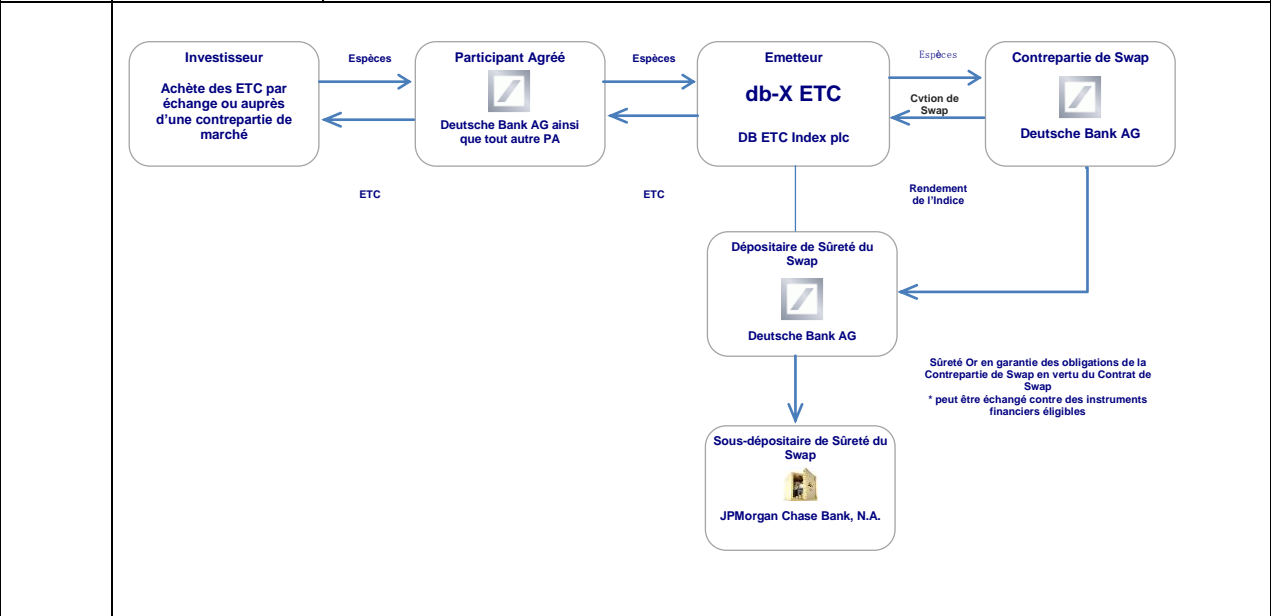 Investisseur
Achète des ETC par
échange ou auprès
d'une contrepartie de
marché
Espèces
Participant Agréé
Deutsche Bank AG ainsi
que tout autre PA
Espèces
Emetteur
db-X ETC
DB ETC Index plc
Espèces
Cvtion de
Swap
Contrepartie de Swap
Deutsche Bank AG
ETC
ETC
Rendement
de l'Indice
Dépositaire de Sûreté du
Swap
Deutsche Bank AG
Sûreté Or en garantie des obligations de la
Contrepartie de Swap en vertu du Contrat de
Swap
* peut être échangé contre des instruments
financiers éligibles
Sous-dépositaire de Sûreté du
Swap
JPMorgan Chase Bank, N.A.